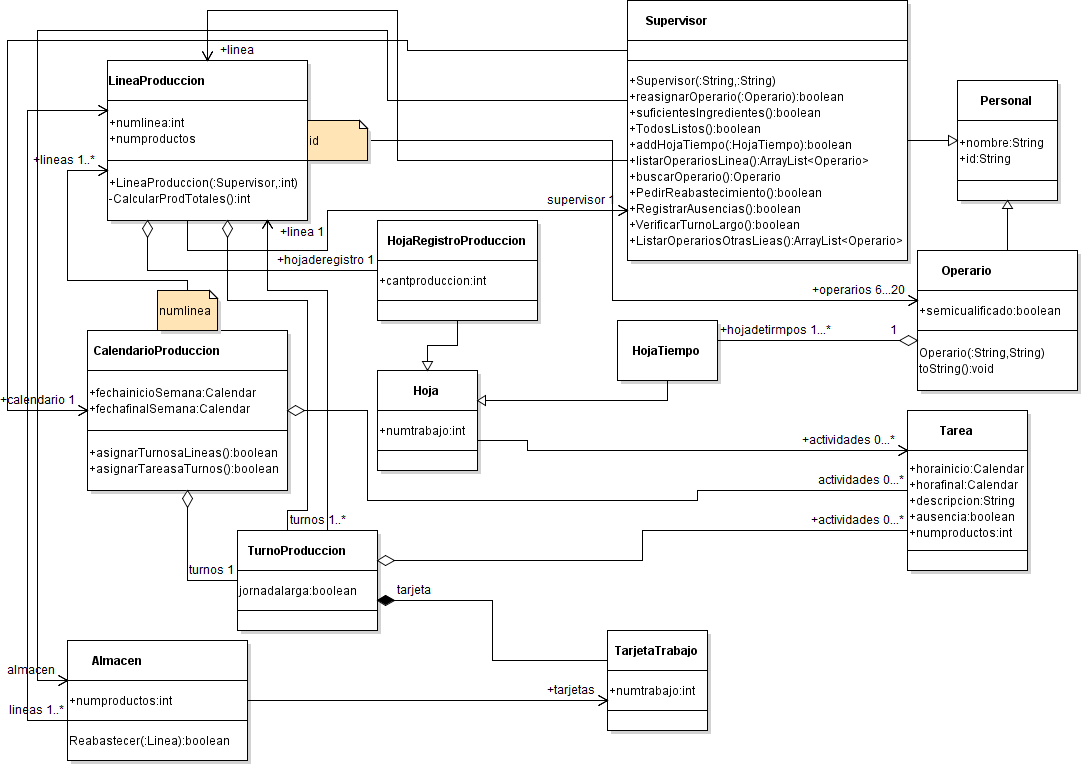 Supervisor
+Supervisor(:String,:String)
+reasignarOperario(:Operario):boolean
+suficientesIngredientes():boolean
+TodosListos():boolean
+addHojaTiempo(:HojaTiempo):boolean
+listarOperariosLinea():ArrayList<Operario>
+buscarOperario():Operario
+PedirReabastecimiento():boolean
+RegistrarAusencias():boolean
+VerificarTurnoLargo():boolean
+ListarOperariosOtrasLieas():ArrayList<Operario>
+linea
LineaProduccion
+numlinea:int
+numproductos
+LineaProduccion(:Supervisor,:int)
-CalcularProdTotales():int
id
Personal
+nombre:String
+id:String
+lineas 1..*
supervisor 1
+linea 1
HojaRegistroProduccion
+cantproduccion:int
+hojaderegistro 1
Operario
+semicualificado:boolean
Operario(:String,String)
toString():void
+operarios 6...20
numlinea
CalendarioProduccion
+fechainicioSemana:Calendar
+fechafinalSemana:Calendar
+asignarTurnosaLineas():boolean
+asignarTareasaTurnos():boolean
HojaTiempo
+hojadetirmpos 1...*
1
Hoja
+numtrabajo:int
+calendario 1
Tarea
+horainicio:Calendar
+horafinal:Calendar
+descripcion:String
+ausencia:boolean
+numproductos:int
+actividades 0...*
actividades 0...*
+actividades 0...*
turnos 1..*
TurnoProduccion
jornadalarga:boolean
turnos 1
tarjeta
TarjetaTrabajo
+numtrabajo:int
almacen
Almacen
+numproductos:int
Reabastecer(:Linea):boolean
lineas 1..*
+tarjetas